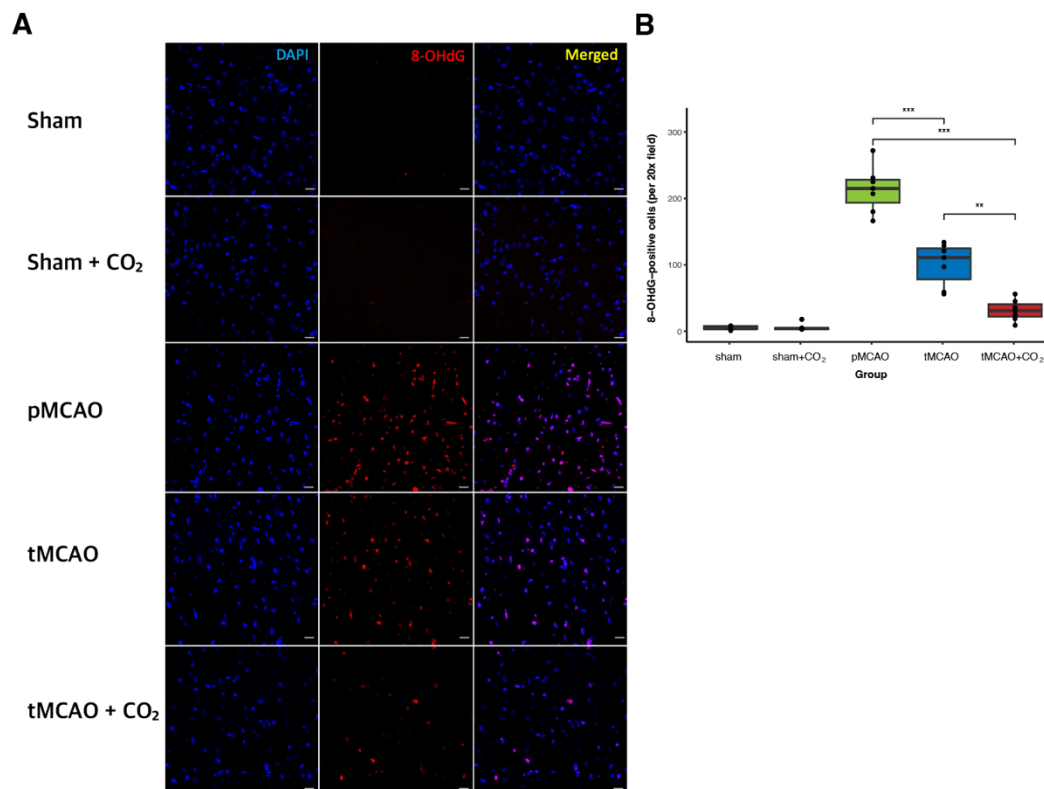 A
DAPI
8-OHdG
Merged
Sham
Sham + CO₂
pMCAO
tMCAO
tMCAO + CO₂
B
8-OHdG-positive cells (per 20x field)
300
200
100
0
***
***
**
sham
sham+CO₂
pMCAO
tMCAO
tMCAO+CO₂
Group